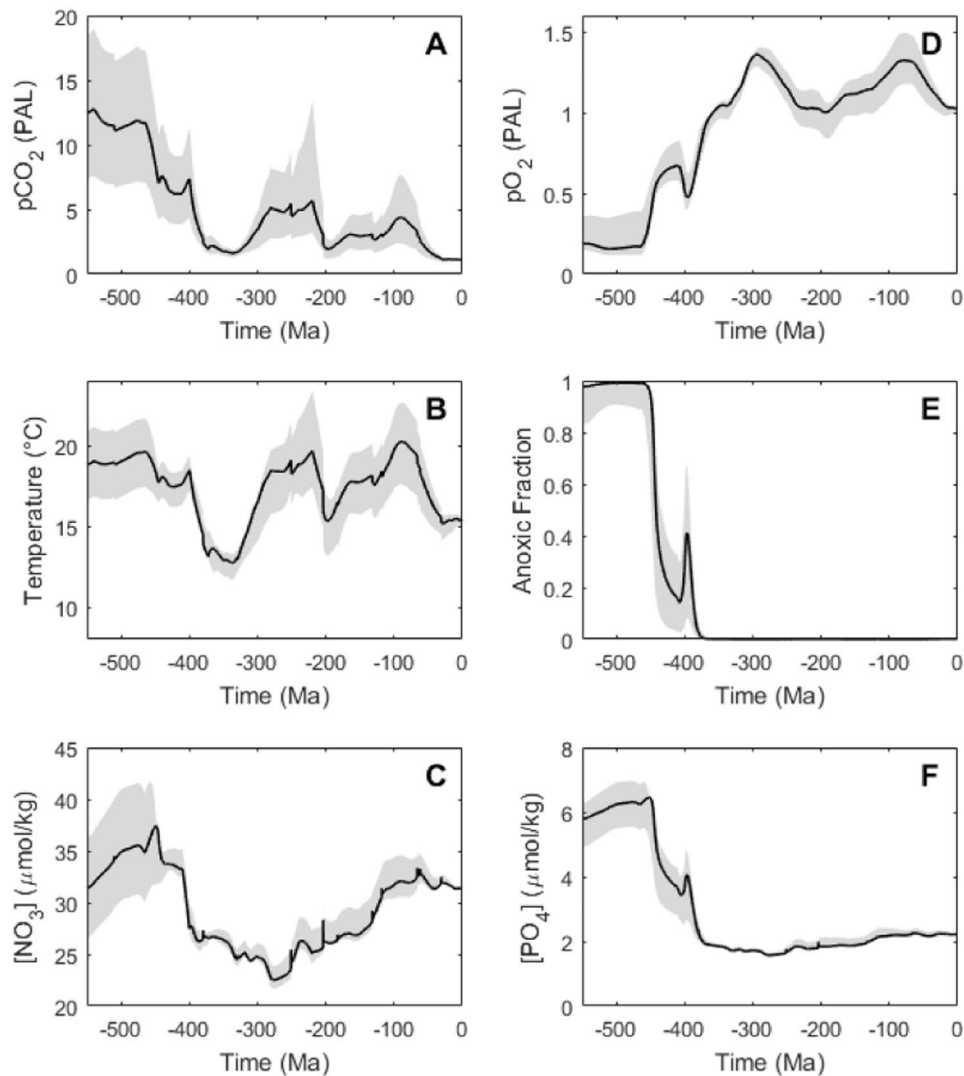 A
pCO2 (PAL)
20
15
10
5
0
-500 -400 -300 -200 -100 0
Time (Ma)
D
pO2 (PAL)
1.5
1
0.5
0
-500 -400 -300 -200 -100 0
Time (Ma)
B
Temperature (°C)
20
15
10
-500 -400 -300 -200 -100 0
Time (Ma)
E
Anoxic Fraction
1
0.8
0.6
0.4
0.2
0
-500 -400 -300 -200 -100 0
Time (Ma)
C
[NO3] (μmol/kg)
45
40
35
30
25
20
-500 -400 -300 -200 -100 0
Time (Ma)
F
[PO4] (μmol/kg)
8
6
4
2
0
-500 -400 -300 -200 -100 0
Time (Ma)